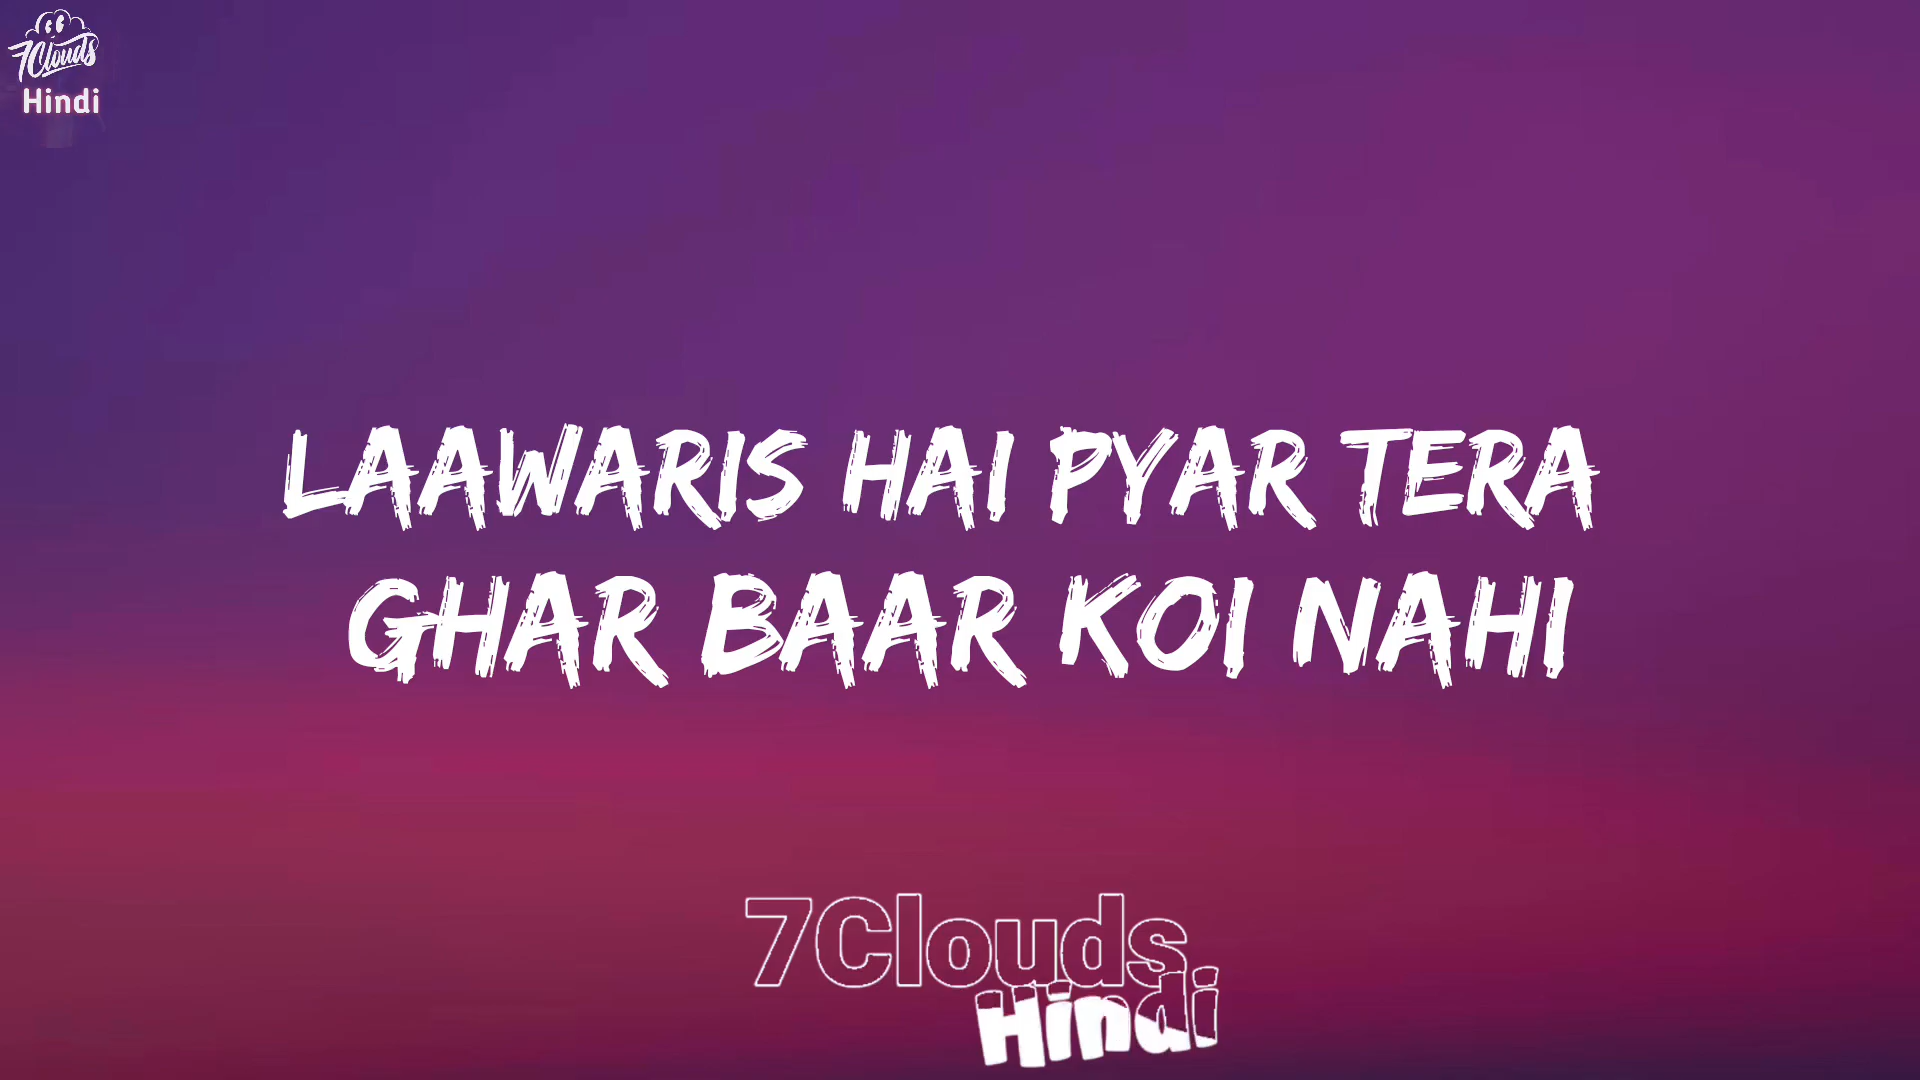 7Clouds
Hindi
LAAWARIS HAI PYAR TERA
GHAR BAAR KOI NAHI
7Clouds
Hindi